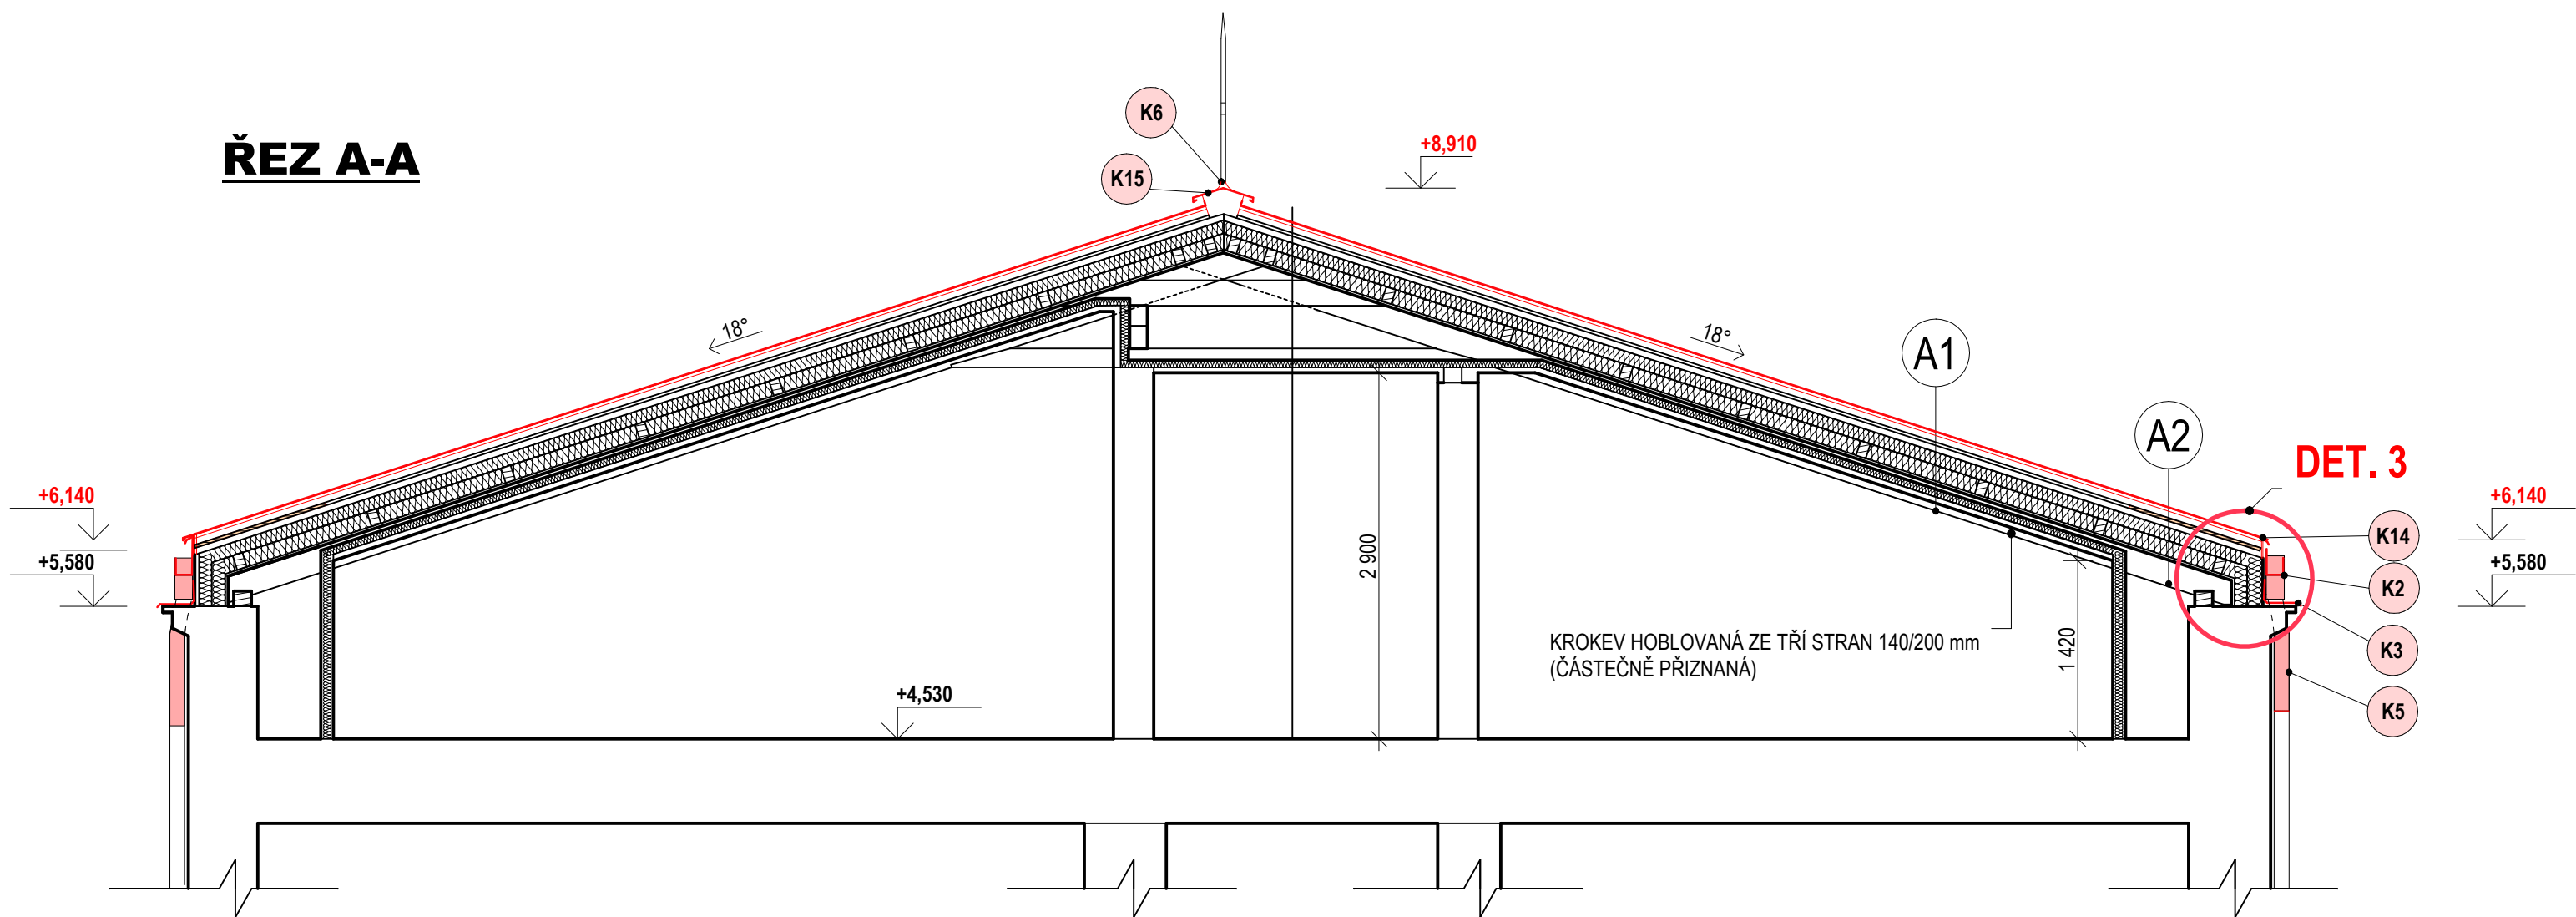 K6
+8,910
ŘEZ A-A
K15
18°
18°
A1
A2
DET. 3
+6,140
+6,140
K14
+5,580
+5,580
2 900
K2
KROKEV HOBLOVANÁ ZE TŘÍ STRAN 140/200 mm
(ČÁSTEČNĚ PŘIZNANÁ)
1 420
K3
+4,530
K5